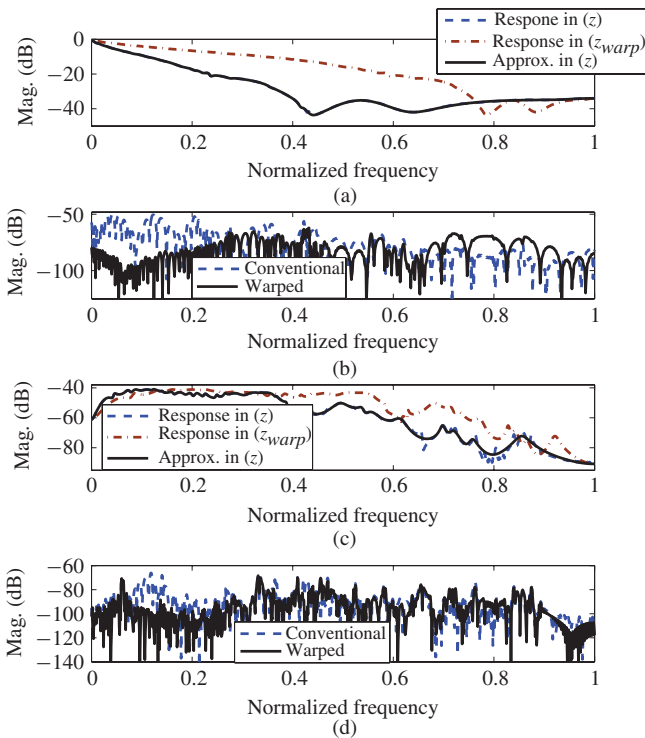 Respone in (z)
Response in (z_warp)
Approx. in (z)
Mag. (dB)
0
−20
−40
0
0.2
0.4
0.6
0.8
1
Normalized frequency
(a)
Mag. (dB)
−50
−100
Conventional
Warped
0
0.2
0.4
0.6
0.8
1
Normalized frequency
(b)
Mag. (dB)
−40
−60
−80
Response in (z)
Response in (z_warp)
Approx. in (z)
0
0.2
0.4
0.6
0.8
1
Normalized frequency
(c)
Mag. (dB)
−60
−80
−100
−120
−140
Conventional
Warped
0
0.2
0.4
0.6
0.8
1
Normalized frequency
(d)